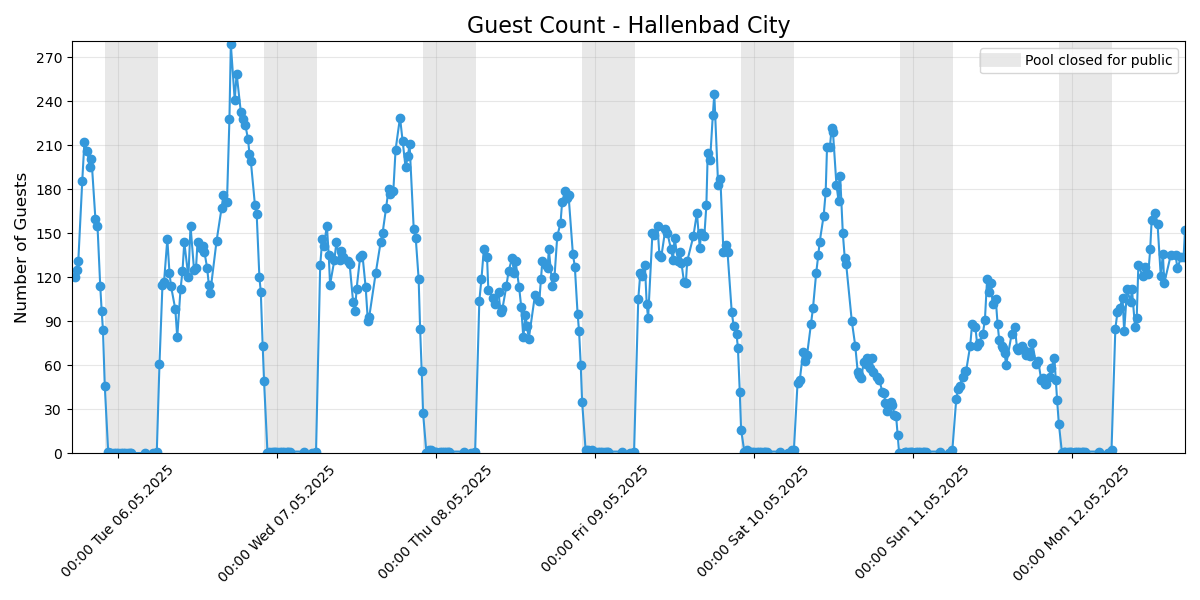 Guest Count - Hallenbad City
Pool closed for public
Number of Guests
270
240
210
180
150
120
90
60
30
0
00:00 Tue 06.05.2025
00:00 Wed 07.05.2025
00:00 Thu 08.05.2025
00:00 Fri 09.05.2025
00:00 Sat 10.05.2025
00:00 Sun 11.05.2025
00:00 Mon 12.05.2025